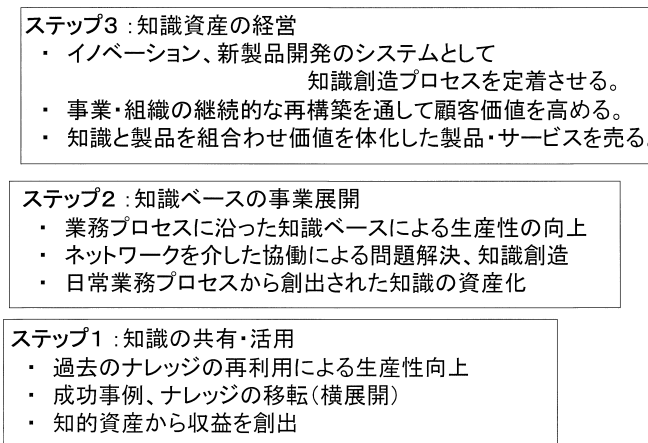 ステップ3:知識資産の経営
・ イノベーション、新製品開発のシステムとして
知識創造プロセスを定着させる。
・ 事業・組織の継続的な再構築を通して顧客価値を高める。
・ 知識と製品を組合わせ価値を体化した製品・サービスを売る。
ステップ2:知識ベースの事業展開
・ 業務プロセスに沿った知識ベースによる生産性の向上
・ ネットワークを介した協働による問題解決、知識創造
・ 日常業務プロセスから創出された知識の資産化
ステップ1:知識の共有・活用
・ 過去のナレッジの再利用による生産性向上
・ 成功事例、ナレッジの移転(横展開)
・ 知的資産から収益を創出